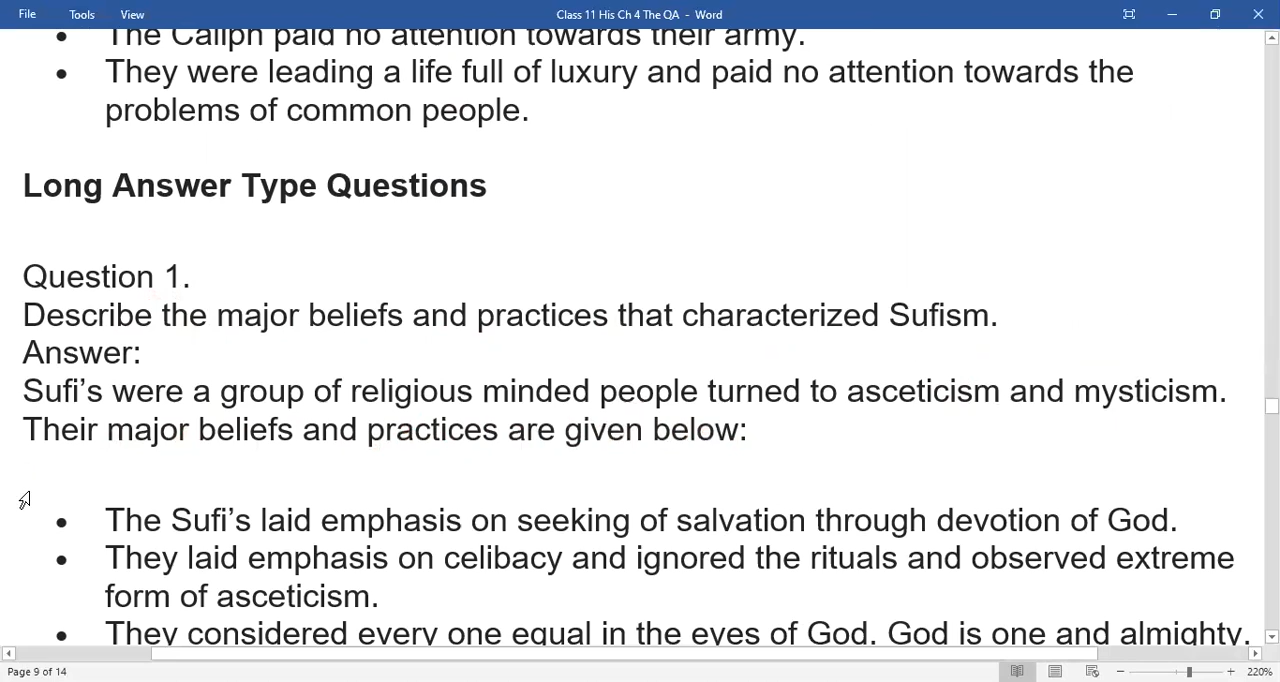 File Tools View Class 11 His Ch 4 The QA - Word
• The Caliph paid no attention towards their army.
• They were leading a life full of luxury and paid no attention towards the
problems of common people.
Long Answer Type Questions
Question 1.
Describe the major beliefs and practices that characterized Sufism.
Answer:
Sufi’s were a group of religious minded people turned to asceticism and mysticism.
Their major beliefs and practices are given below:
• The Sufi’s laid emphasis on seeking of salvation through devotion of God.
• They laid emphasis on celibacy and ignored the rituals and observed extreme
form of asceticism.
• They considered every one equal in the eyes of God. God is one and almighty.
Page 9 of 14 220%